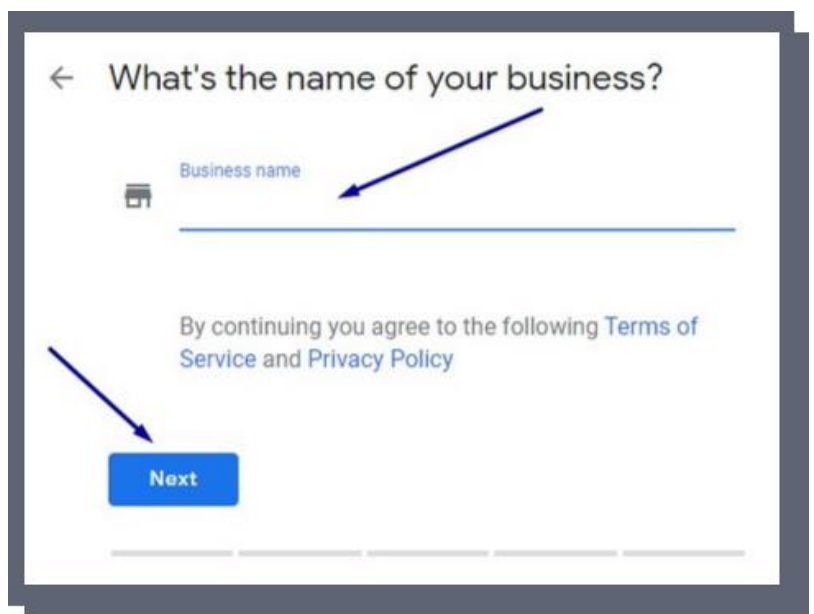 What's the name of your business?
Business name
By continuing you agree to the following Terms of
Service and Privacy Policy
Next